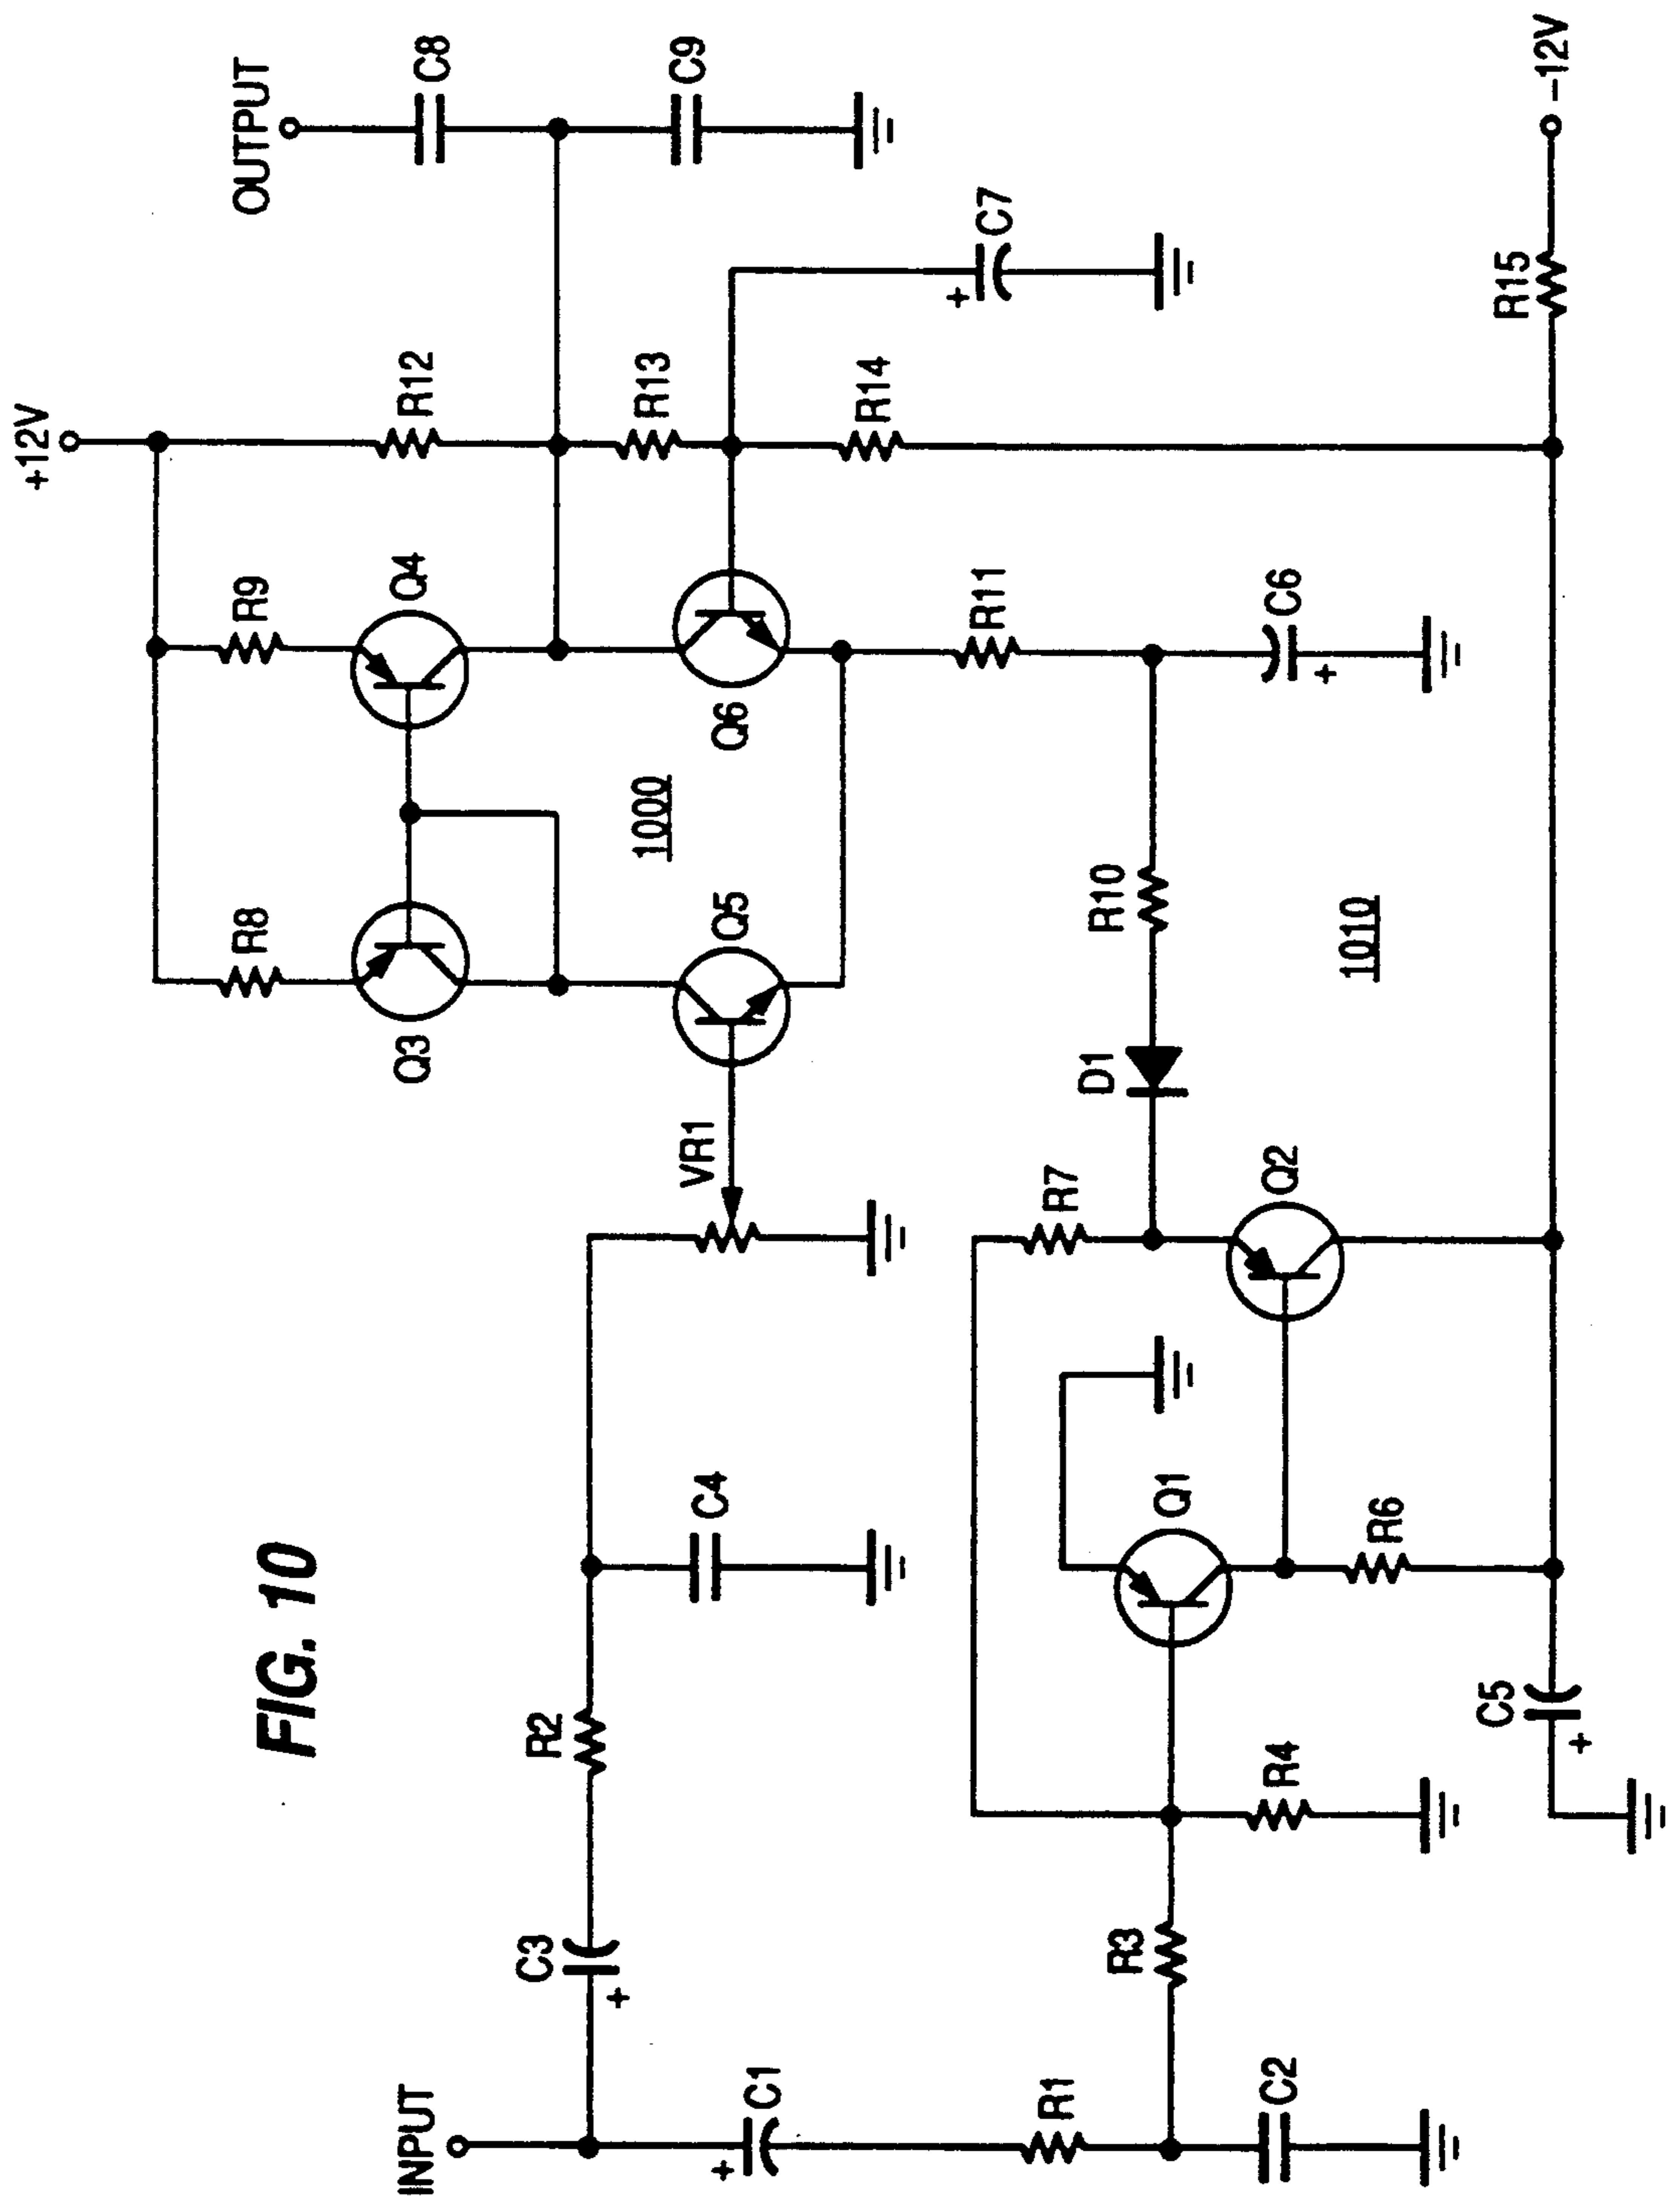 FIG. 10
INPUT
C3
+
R2
C4
VR1
C1
+
R1
C2
R3
R4
Q1
R6
C5
+
R7
Q2
D1
R10
1010
+12V
R8
R9
Q3
Q4
1000
Q5
Q6
R11
C6
+
R12
R13
R14
C7
+
OUTPUT
C8
C9
R15
-12V